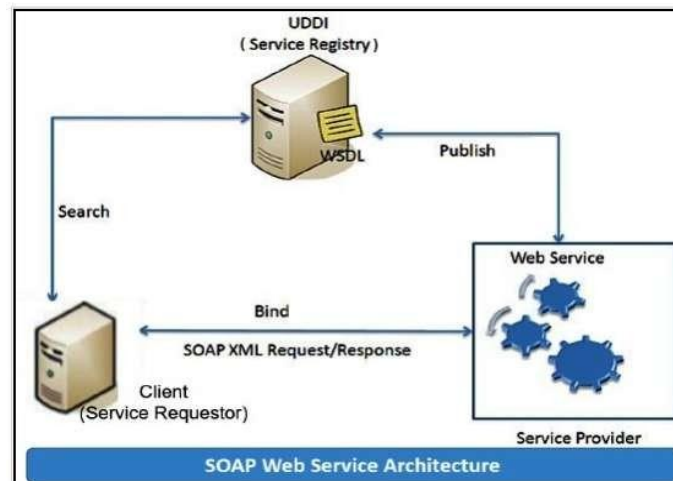 UDDI
( Service Registry)
WSDL
Publish
Search
Web Service
Bind
SOAP XML Request/Response
Client
(Service Requestor)
Service Provider
SOAP Web Service Architecture